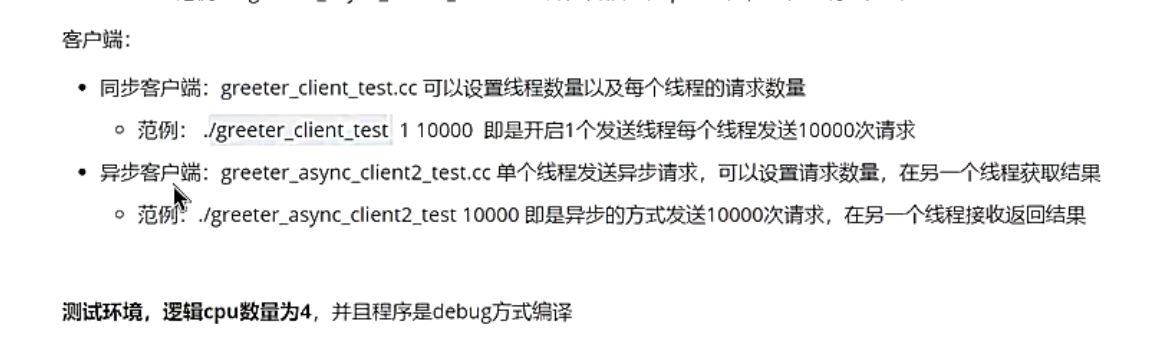 客户端：
同步客户端：greeter_client_test.cc 可以设置线程数量以及每个线程的请求数量
范例： ./greeter_client_test 1 10000 即是开启1个发送线程每个线程发送10000次请求
异步客户端：greeter_async_client2_test.cc 单个线程发送异步请求，可以设置请求数量，在另一个线程获取结果
范例：./greeter_async_client2_test 10000 即是异步的方式发送10000次请求，在另一个线程接收返回结果
测试环境，逻辑cpu数量为4，并且程序是debug方式编译